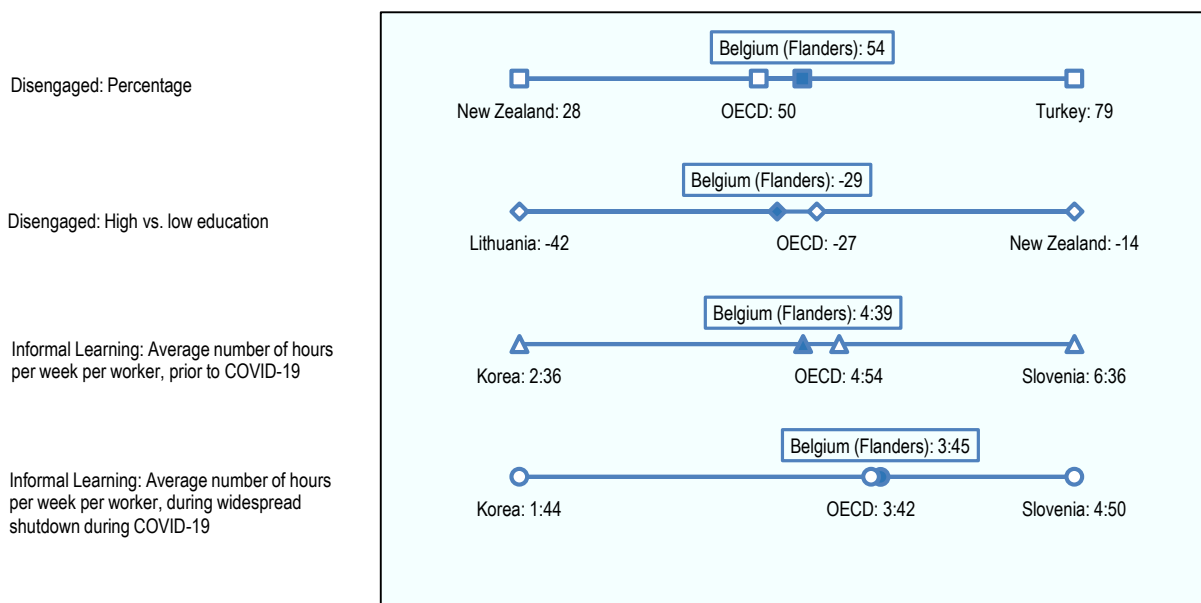 Belgium (Flanders): 54
Disengaged: Percentage
New Zealand: 28 OECD: 50 Turkey: 79
Belgium (Flanders): -29
Disengaged: High vs. low education
Lithuania: -42 OECD: -27 New Zealand: -14
Belgium (Flanders): 4:39
Informal Learning: Average number of hours
per week per worker, prior to COVID-19
Korea: 2:36 OECD: 4:54 Slovenia: 6:36
Belgium (Flanders): 3:45
Informal Learning: Average number of hours
per week per worker, during widespread
shutdown during COVID-19
Korea: 1:44 OECD: 3:42 Slovenia: 4:50